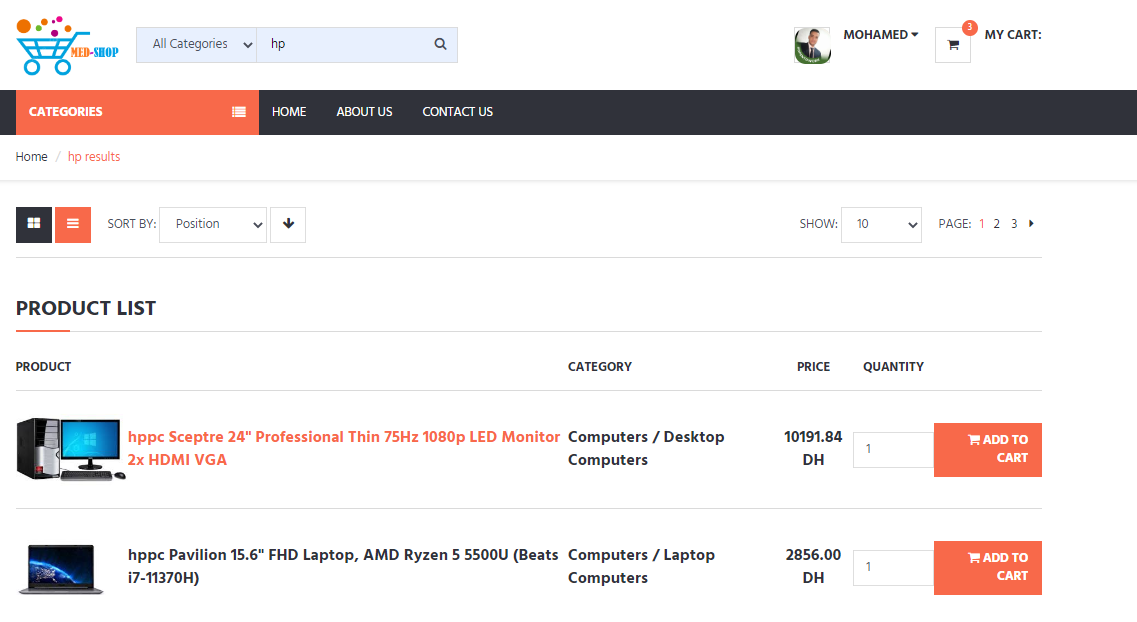 MED-SHOP
All Categories
hp
MOHAMED
3
MY CART:
CATEGORIES
HOME
ABOUT US
CONTACT US
Home / hp results
SORT BY: Position
SHOW: 10
PAGE: 1 2 3
PRODUCT LIST
PRODUCT
CATEGORY
PRICE
QUANTITY
hppc Sceptre 24" Professional Thin 75Hz 1080p LED Monitor
2x HDMI VGA
Computers / Desktop
Computers
10191.84
DH
1
ADD TO
CART
hppc Pavilion 15.6" FHD Laptop, AMD Ryzen 5 5500U (Beats
i7-11370H)
Computers / Laptop
Computers
2856.00
DH
1
ADD TO
CART